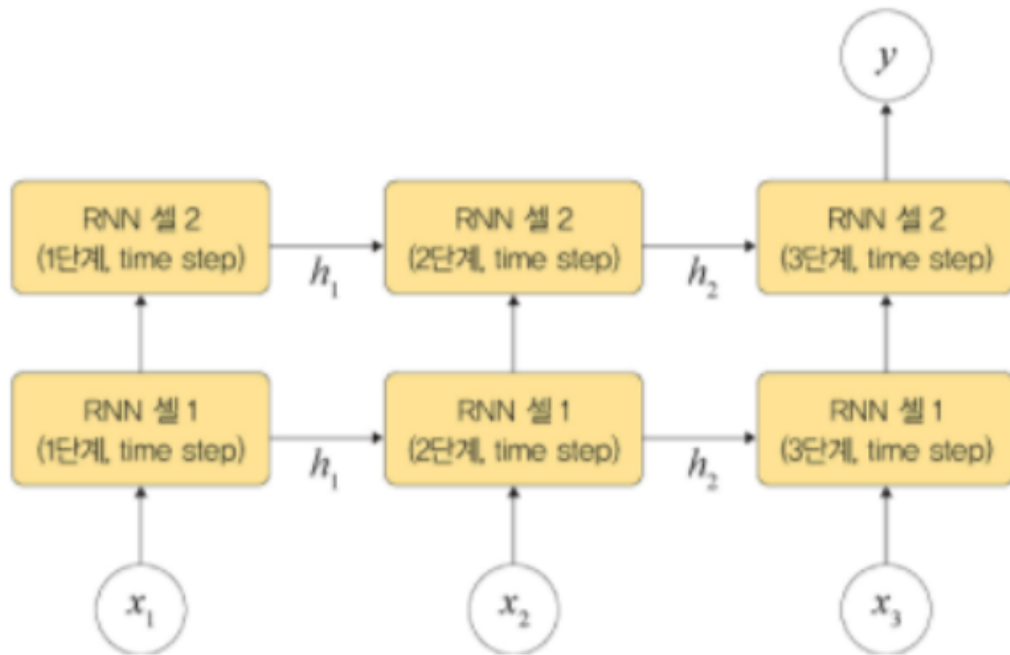 y
RNN 셀 2
(1단계, time step)
h₁
RNN 셀 2
(2단계, time step)
h₂
RNN 셀 2
(3단계, time step)
RNN 셀 1
(1단계, time step)
h₁
RNN 셀 1
(2단계, time step)
h₂
RNN 셀 1
(3단계, time step)
x₁
x₂
x₃